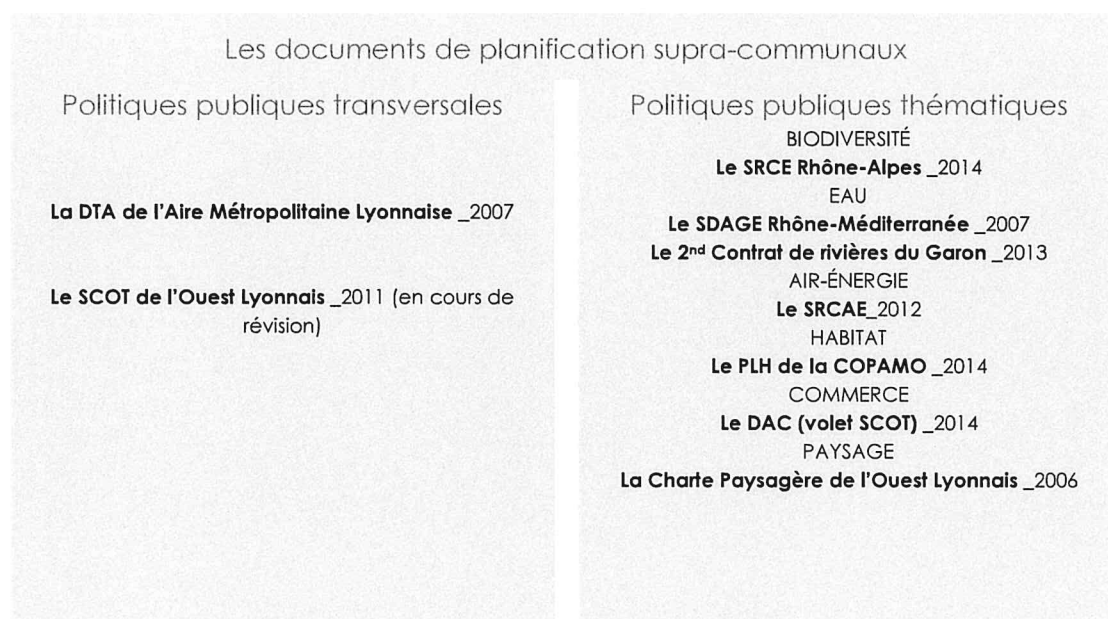 Les documents de planification supra-communaux
Politiques publiques transversales
La DTA de l'Aire Métropolitaine Lyonnaise _2007
Le SCOT de l'Ouest Lyonnais _2011 (en cours de
révision)
Politiques publiques thématiques
BIODIVERSITÉ
Le SRCE Rhône-Alpes _2014
EAU
Le SDAGE Rhône-Méditerranée _2007
Le 2nd Contrat de rivières du Garon _2013
AIR-ÉNERGIE
Le SRCAE_2012
HABITAT
Le PLH de la COPAMO _2014
COMMERCE
Le DAC (volet SCOT) _2014
PAYSAGE
La Charte Paysagère de l'Ouest Lyonnais _2006